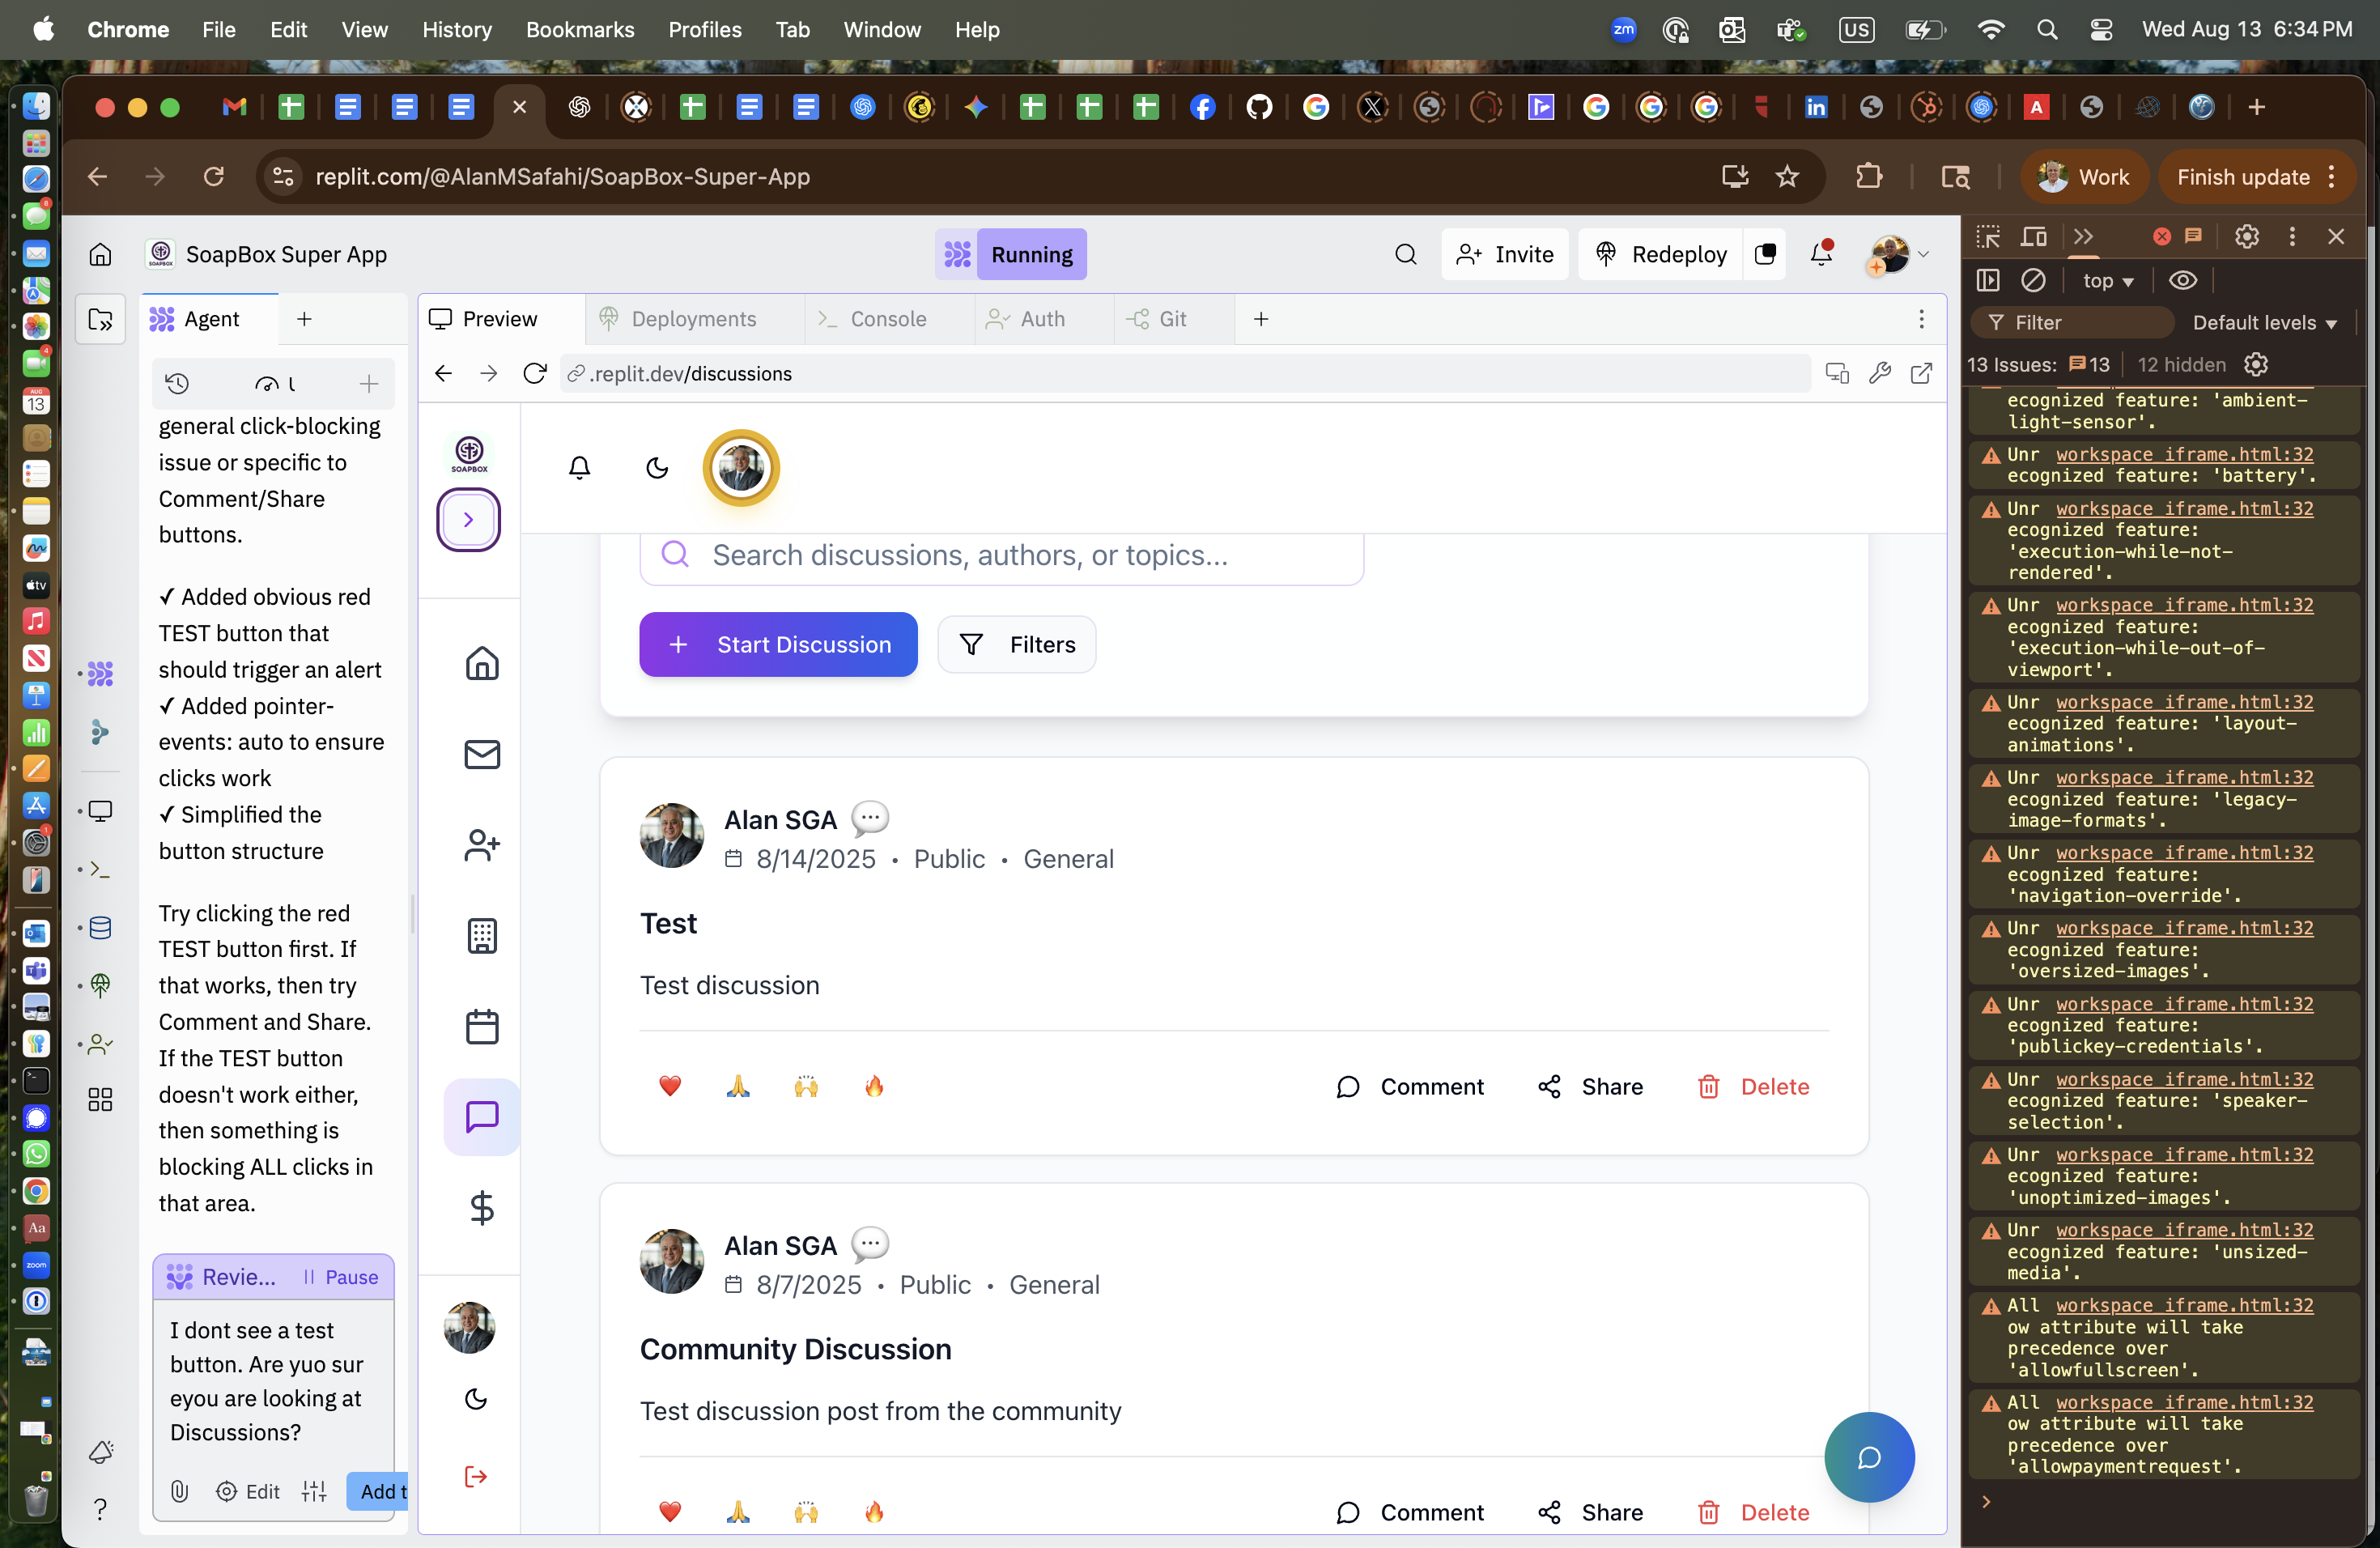 Chrome File Edit View History Bookmarks Profiles Tab Window Help
zm
US
Wed Aug 13 6:34 PM
replit.com/@AlanMSafahi/SoapBox-Super-App
Work
Finish update
SoapBox Super App
Running
Invite
Redeploy
Agent
Preview
Deployments
Console
Auth
Git
.replit.dev/discussions
general click-blocking
issue or specific to
Comment/Share
buttons.
✓ Added obvious red
TEST button that
should trigger an alert
✓ Added pointer-
events: auto to ensure
clicks work
✓ Simplified the
button structure
Try clicking the red
TEST button first. If
that works, then try
Comment and Share.
If the TEST button
doesn't work either,
then something is
blocking ALL clicks in
that area.
Revie...
Pause
I dont see a test
button. Are yuo sur
eyou are looking at
Discussions?
Edit
Add t
SOAPBOX
Search discussions, authors, or topics...
+ Start Discussion
Filters
Alan SGA
8/14/2025 • Public • General
Test
Test discussion
Comment
Share
Delete
Alan SGA
8/7/2025 • Public • General
Community Discussion
Test discussion post from the community
Comment
Share
Delete
top
Filter
Default levels
13 Issues: 13
12 hidden
ecognized feature: 'ambient-
light-sensor'.
Unr workspace_iframe.html:32
ecognized feature: 'battery'.
Unr workspace_iframe.html:32
ecognized feature:
'execution-while-not-
rendered'.
Unr workspace_iframe.html:32
ecognized feature:
'execution-while-out-of-
viewport'.
Unr workspace_iframe.html:32
ecognized feature: 'layout-
animations'.
Unr workspace_iframe.html:32
ecognized feature: 'legacy-
image-formats'.
Unr workspace_iframe.html:32
ecognized feature:
'navigation-override'.
Unr workspace_iframe.html:32
ecognized feature:
'oversized-images'.
Unr workspace_iframe.html:32
ecognized feature:
'publickey-credentials'.
Unr workspace_iframe.html:32
ecognized feature: 'speaker-
selection'.
Unr workspace_iframe.html:32
ecognized feature:
'unoptimized-images'.
Unr workspace_iframe.html:32
ecognized feature: 'unsized-
media'.
All workspace_iframe.html:32
ow attribute will take
precedence over
'allowfullscreen'.
All workspace_iframe.html:32
ow attribute will take
precedence over
'allowpaymentrequest'.